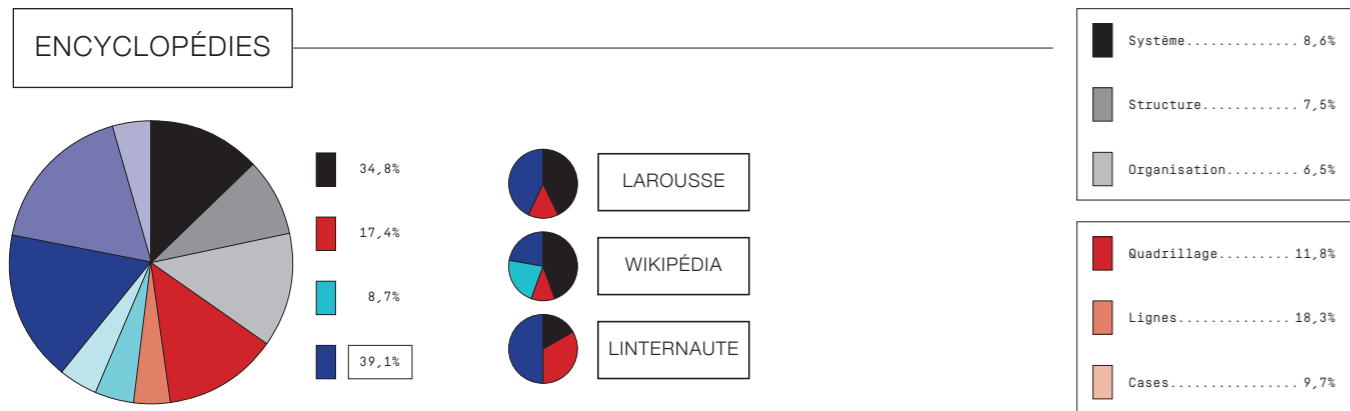 ENCYCLOPÉDIES
34,8%
17,4%
8,7%
39,1%
LAROUSSE
WIKIPÉDIA
LINTERNAUTE
Système.............. 8,6%
Structure............ 7,5%
Organisation......... 6,5%
Quadrillage......... 11,8%
Lignes.............. 18,3%
Cases................ 9,7%